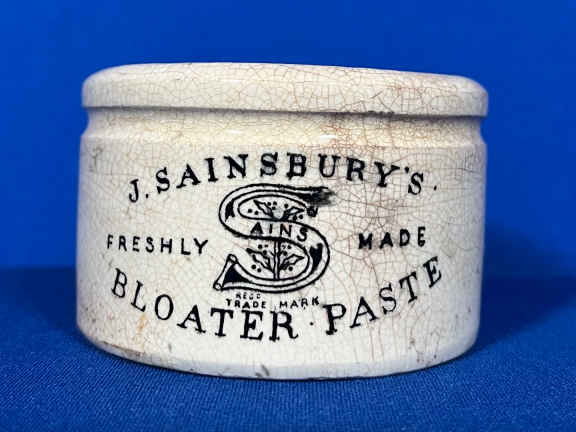 J. SAINSBURY'S.
SAINS
FRESHLY MADE
REGD
TRADE MARK
BLOATER · PASTE